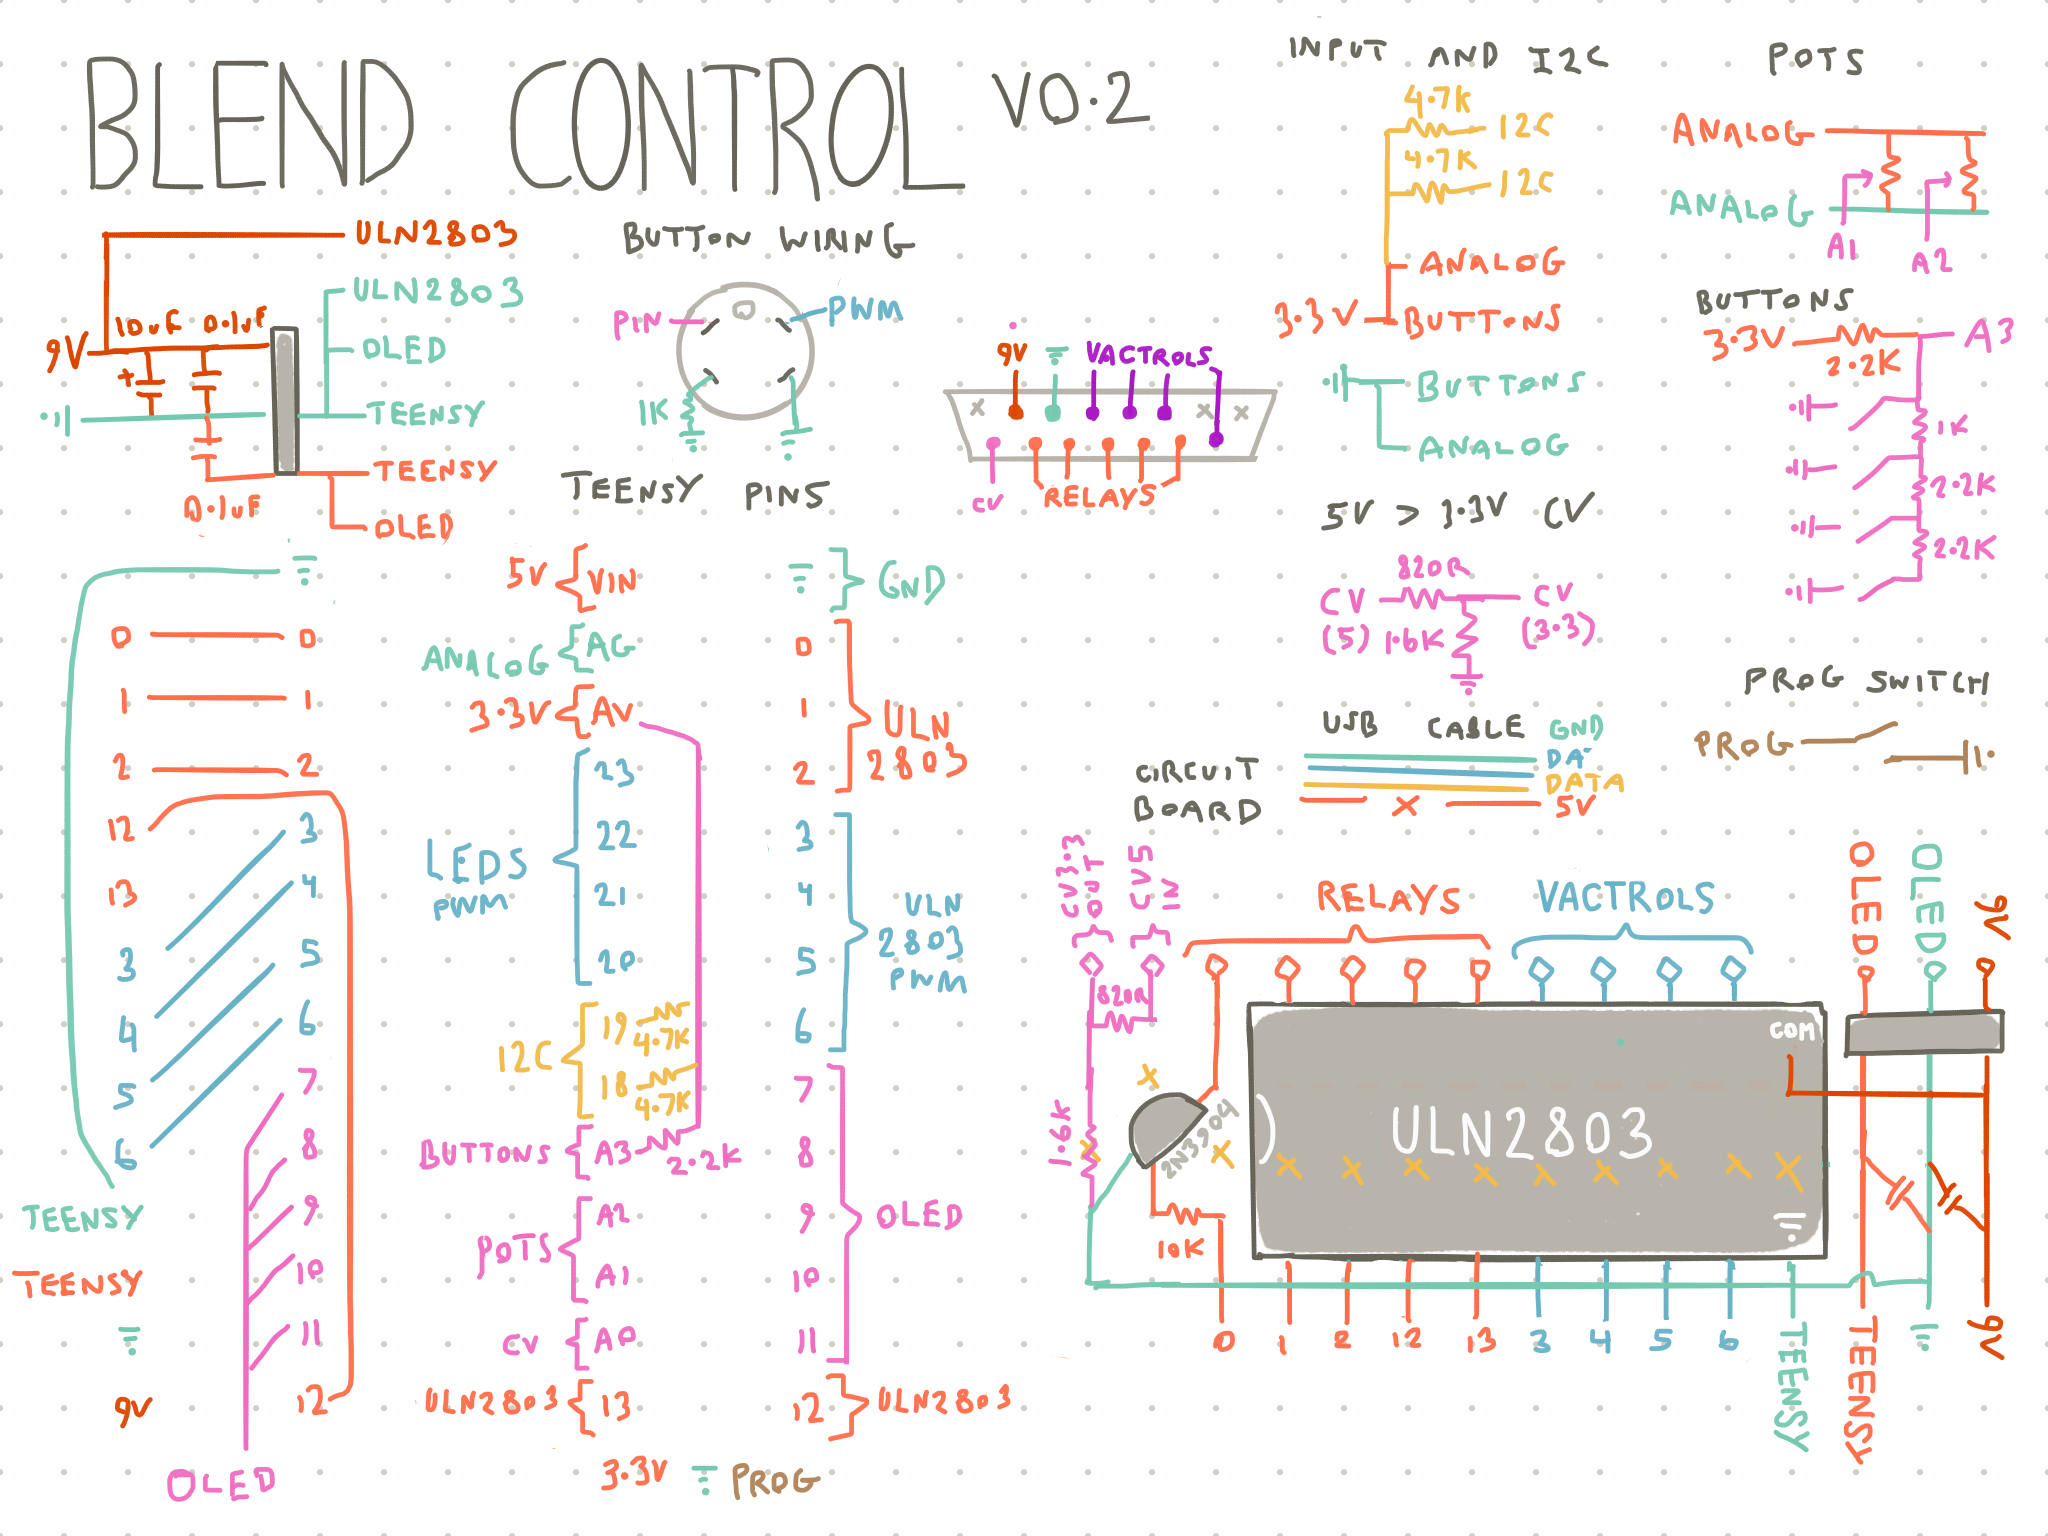 BLEND CONTROL V0.2
ULN2803
ULN2803
10uF 0.1uF
9V
OLED
+
TEENSY
TEENSY
0.1uF
OLED
BUTTON WIRING
PIN
PWM
1K
9V
VACTROLS
X X X
CV
RELAYS
INPUT AND I2C
4.7K
I2C
4.7K
I2C
ANALOG
3.3V
BUTTONS
BUTTONS
ANALOG
POTS
ANALOG
ANALOG
A1
A2
BUTTONS
3.3V
A3
2.2K
1K
2.2K
2.2K
5V > 3.3V CV
820R
CV
CV
(5)
1.6K
(3.3)
PROG SWITCH
PROG
USB CABLE
GND
DA-
DATA
X
5V
CIRCUIT
BOARD
0 0
1 1
2 2
12 3
13 4
3 5
4 6
5 7
6 8
TEENSY 9
TEENSY 10
11
9V 12
OLED
TEENSY PINS
5V { VIN
ANALOG { AG
3.3V { AV
23
LEDS 22
PWM 21
20
19 4.7K
I2C
18 4.7K
BUTTONS { A3 2.2K
A2
POTS
A1
CV { A0
ULN2803 { 13
3.3V PROG
} GND
0
1 ULN
2803
2
3
4 ULN
2803
5 PWM
6
7
8
9 OLED
10
11
12 } ULN2803
CV3.3
OUT
CV5
IN
RELAYS
VACTROLS
OLED
OLED
9V
820R
COM
X
1.6K
2N3904
) ULN2803
X X X X X X X X X X X
10K
0 1 2 12 13 3 4 5 6
TEENSY
TEENSY
9V